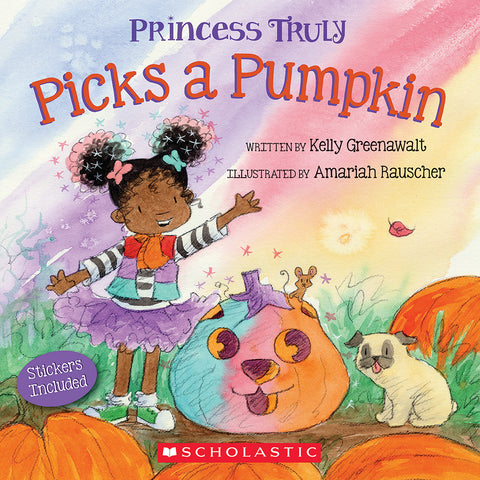 Princess Truly
Picks a Pumpkin
WRITTEN BY Kelly Greenawalt
ILLUSTRATED BY Amariah Rauscher
Stickers
Included
SCHOLASTIC